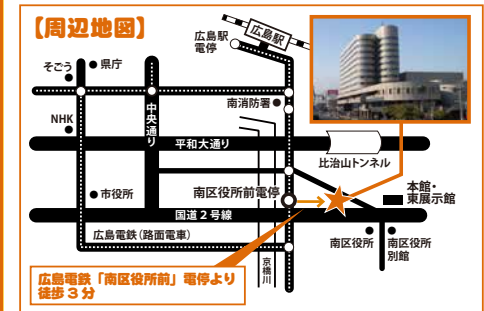 【周辺地図】
広島駅
広島駅
電停
そごう
県庁
南消防署
NHK
中央通り
平和大通り
比治山トンネル
市役所
南区役所前電停
本館・
東展示館
国道2号線
広島電鉄（路面電車）
京橋川
南区役所
南区役所
別館
広島電鉄「南区役所前」電停より
徒歩3分